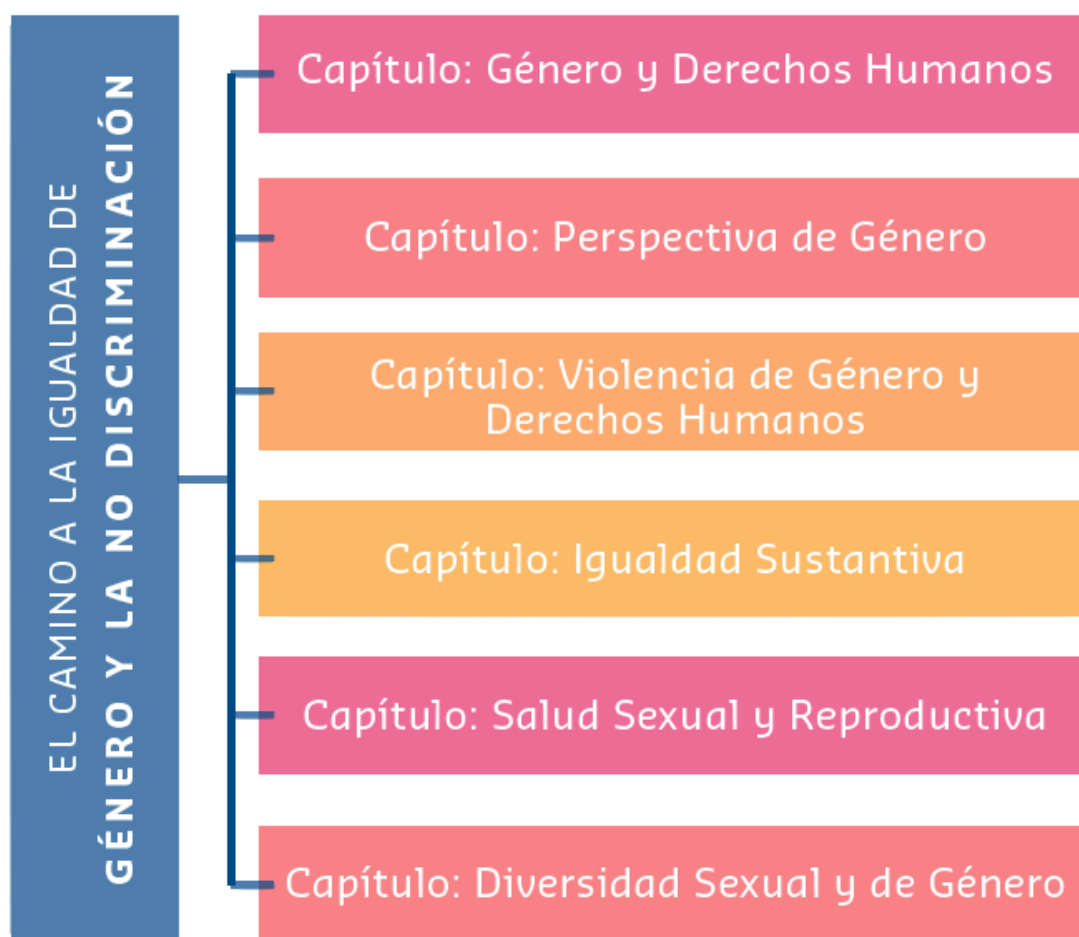 EL CAMINO A LA IGUALDAD DE
GÉNERO Y LA NO DISCRIMINACIÓN
Capítulo: Género y Derechos Humanos
Capítulo: Perspectiva de Género
Capítulo: Violencia de Género y
Derechos Humanos
Capítulo: Igualdad Sustantiva
Capítulo: Salud Sexual y Reproductiva
Capítulo: Diversidad Sexual y de Género